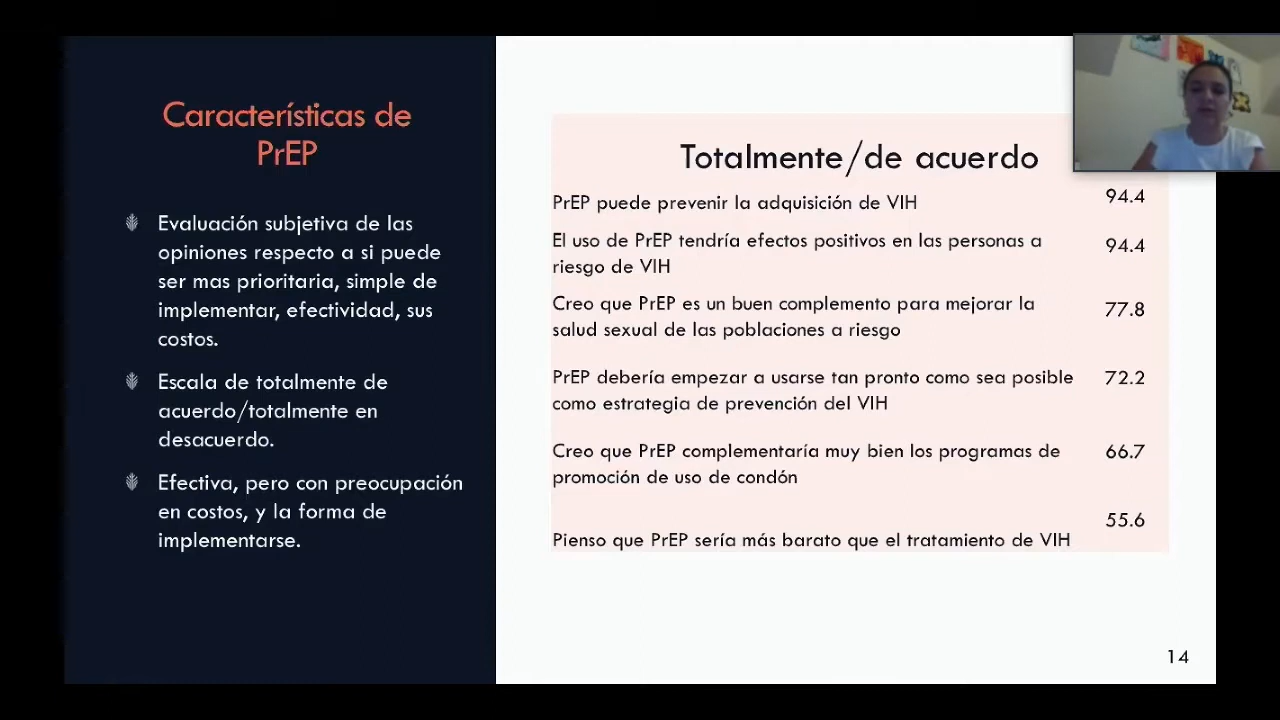 Características de
PrEP
Evaluación subjetiva de las
opiniones respecto a si puede
ser mas prioritaria, simple de
implementar, efectividad, sus
costos.
Escala de totalmente de
acuerdo/totalmente en
desacuerdo.
Efectiva, pero con preocupación
en costos, y la forma de
implementarse.
Totalmente/de acuerdo
PrEP puede prevenir la adquisición de VIH 94.4
El uso de PrEP tendría efectos positivos en las personas a 94.4
riesgo de VIH
Creo que PrEP es un buen complemento para mejorar la 77.8
salud sexual de las poblaciones a riesgo
PrEP debería empezar a usarse tan pronto como sea posible 72.2
como estrategia de prevención del VIH
Creo que PrEP complementaría muy bien los programas de 66.7
promoción de uso de condón
55.6
Pienso que PrEP sería más barato que el tratamiento de VIH
14